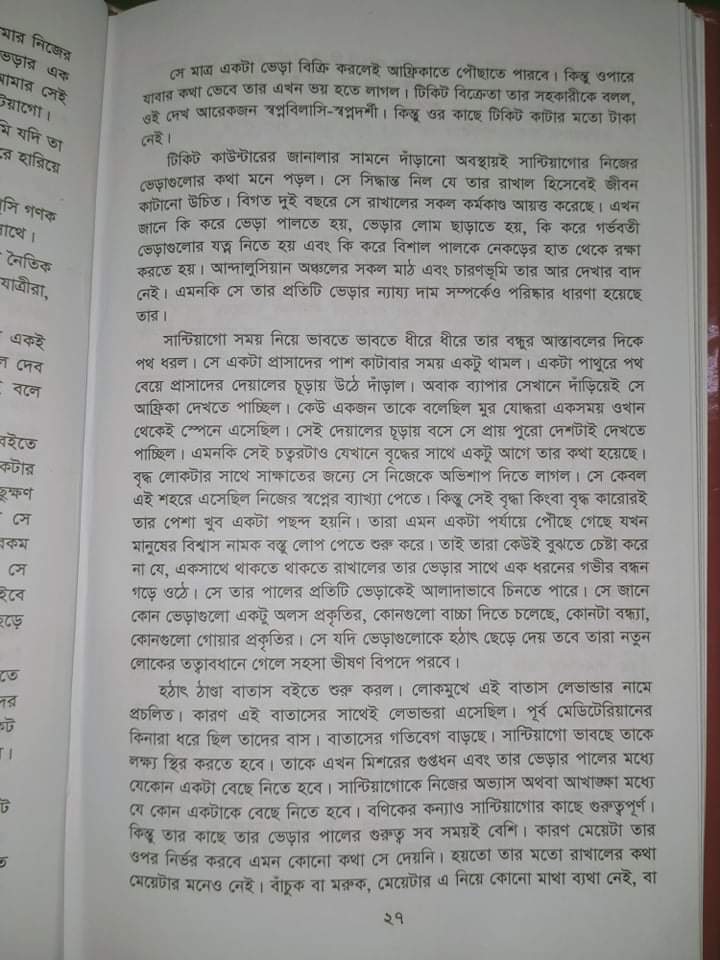 মার নিজের
ভেড়ার এক
আমার সেই
টিয়াগো।
মি যদি তা
রে হারিয়ে
সি গণক
সাথে।
নৈতিক
যাত্রীরা,
একই
দেব
বলে
বইতে
কটার
ছুক্ষণ
সে
রকম
সে
ইবে
হুড়ে
তে
দের
কট
।
টি
ত
সে মাত্র একটা ভেড়া বিক্রি করলেই আফ্রিকাতে পৌছাতে পারবে। কিন্তু ওপারে
যাবার কথা ভেবে তার এখন ভয় হতে লাগল। টিকিট বিক্রেতা তার সহকারীকে বলল,
ওই দেখ আরেকজন স্বপ্নবিলাসি-স্বপ্নদর্শী। কিন্তু ওর কাছে টিকিট কাটার মতো টাকা
নেই।
টিকিট কাউন্টারের জানালার সামনে দাঁড়ানো অবস্থায়ই সান্টিয়াগোর নিজের
ভেড়াগুলোর কথা মনে পড়ল। সে সিদ্ধান্ত নিল যে তার রাখাল হিসেবেই জীবন
কাটানো উচিত। বিগত দুই বছরে সে রাখালের সকল কর্মকাণ্ড আয়ত্ত করেছে। এখন
জানে কি করে ভেড়া পালতে হয়, ভেড়ার লোম ছাড়াতে হয়, কি করে গর্ভবতী
ভেড়াগুলোর যত্ন নিতে হয় এবং কি করে বিশাল পালকে নেকড়ের হাত থেকে রক্ষা
করতে হয়। আন্দালুসিয়ান অঞ্চলের সকল মাঠ এবং চারণভূমি তার আর দেখার বাদ
নেই। এমনকি সে তার প্রতিটি ভেড়ার ন্যায্য দাম সম্পর্কেও পরিষ্কার ধারণা হয়েছে
তার।
সান্টিয়াগো সময় নিয়ে ভাবতে ভাবতে ধীরে ধীরে তার বন্ধুর আস্তাবলের দিকে
পথ ধরল। সে একটা প্রাসাদের পাশ কাটাবার সময় একটু থামল। একটা পাথুরে পথ
বেয়ে প্রাসাদের দেয়ালের চূড়ায় উঠে দাঁড়াল। অবাক ব্যাপার সেখানে দাঁড়িয়েই সে
আফ্রিকা দেখতে পাচ্ছিল। কেউ একজন তাকে বলেছিল মুর যোদ্ধরা একসময় ওখান
থেকেই স্পেনে এসেছিল। সেই দেয়ালের চূড়ায় বসে সে প্রায় পুরো দেশটাই দেখতে
পাচ্ছিল। এমনকি সেই চত্বরটাও যেখানে বৃদ্ধের সাথে একটু আগে তার কথা হয়েছে।
বৃদ্ধ লোকটার সাথে সাক্ষাতের জন্যে সে নিজেকে অভিশাপ দিতে লাগল। সে কেবল
এই শহরে এসেছিল নিজের স্বপ্নের ব্যাখ্যা পেতে। কিন্তু সেই বৃদ্ধা কিংবা বৃদ্ধ কারোরই
তার পেশা খুব একটা পছন্দ হয়নি। তারা এমন একটা পর্যায়ে পৌঁছে গেছে যখন
মানুষের বিশ্বাস নামক বস্তু লোপ পেতে শুরু করে। তাই তারা কেউই বুঝতে চেষ্টা করে
না যে, একসাথে থাকতে থাকতে রাখালের তার ভেড়ার সাথে এক ধরনের গভীর বন্ধন
গড়ে ওঠে। সে তার পালের প্রতিটি ভেড়াকেই আলাদাভাবে চিনতে পারে। সে জানে
কোন ভেড়াগুলো একটু অলস প্রকৃতির, কোনগুলো বাচ্চা দিতে চলেছে, কোনটা বন্ধ্যা,
কোনগুলো গোয়ার প্রকৃতির। সে যদি ভেড়াগুলোকে হঠাৎ ছেড়ে দেয় তবে তারা নতুন
লোকের তত্বাবধানে গেলে সহসা ভীষণ বিপদে পরবে।
হঠাৎ ঠাণ্ডা বাতাস বইতে শুরু করল। লোকমুখে এই বাতাস লেভান্ডার নামে
প্রচলিত। কারণ এই বাতাসের সাথেই লেভান্ডরা এসেছিল। পূর্ব মেডিটেরিয়ানের
কিনারা ধরে ছিল তাদের বাস। বাতাসের গতিবেগ বাড়ছে। সান্টিয়াগো ভাবছে তাকে
লক্ষ্য স্থির করতে হবে। তাকে এখন মিশরের গুপ্তধন এবং তার ভেড়ার পালের মধ্যে
যেকোন একটা বেছে নিতে হবে। সান্টিয়াগোকে নিজের অভ্যাস অথবা আখাঙ্ক্ষা মধ্যে
যে কোন একটাকে বেছে নিতে হবে। বণিকের কন্যাও সান্টিয়াগোর কাছে গুরুত্বপূর্ণ।
কিন্তু তার কাছে তার ভেড়ার পালের গুরুত্ব সব সময়ই বেশি। কারণ মেয়েটা তার
ওপর নির্ভর করবে এমন কোনো কথা সে দেয়নি। হয়তো তার মতো রাখালের কথা
মেয়েটার মনেও নেই। বাঁচুক বা মরুক, মেয়েটার এ নিয়ে কোনো মাথা ব্যথা নেই, বা
২৭